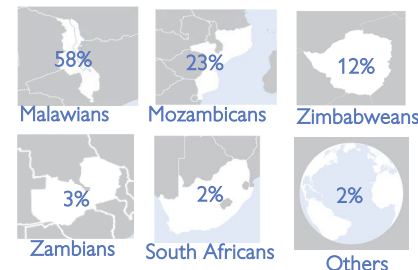 58%
23%
12%
Malawians
Mozambicans
Zimbabweans
3%
2%
2%
Zambians
South Africans
Others